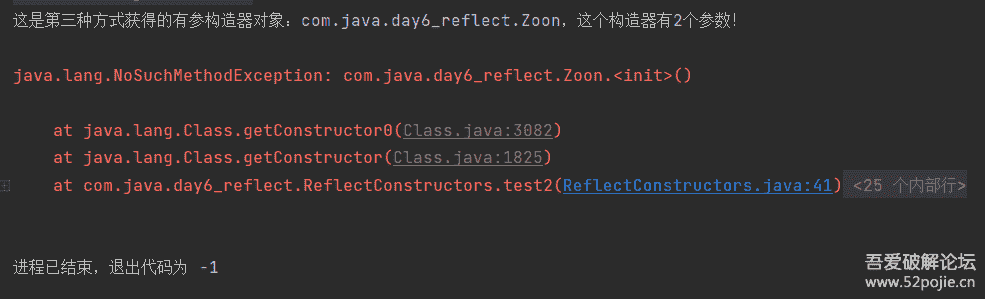 这是第三种方式获得的有参构造器对象：com.java.day6_reflect.Zoon，这个构造器有2个参数！
java.lang.NoSuchMethodException: com.java.day6_reflect.Zoon.<init>()
at java.lang.Class.getConstructor0(Class.java:3082)
at java.lang.Class.getConstructor(Class.java:1825)
at com.java.day6_reflect.ReflectConstructors.test2(ReflectConstructors.java:41) <25 个内部行>
进程已结束，退出代码为 -1
吾爱破解论坛
www.52pojie.cn